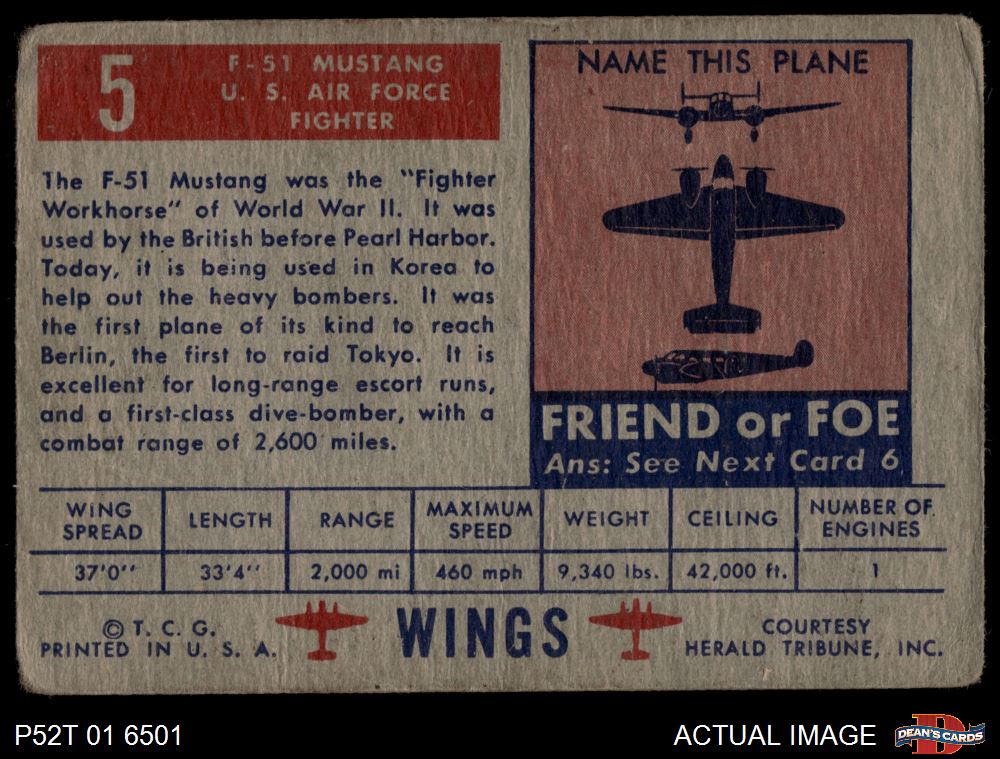 5
F-51 MUSTANG
U. S. AIR FORCE
FIGHTER
The F-51 Mustang was the "Fighter
Workhorse" of World War II. It was
used by the British before Pearl Harbor.
Today, it is being used in Korea to
help out the heavy bombers. It was
the first plane of its kind to reach
Berlin, the first to raid Tokyo. It is
excellent for long-range escort runs,
and a first-class dive-bomber, with a
combat range of 2,600 miles.
NAME THIS PLANE
FRIEND or FOE
Ans: See Next Card 6
WING SPREAD LENGTH RANGE MAXIMUM SPEED WEIGHT CEILING NUMBER OF ENGINES
37'0'' 33'4'' 2,000 mi 460 mph 9,340 lbs. 42,000 ft. 1
© T. C. G.
PRINTED IN U. S. A.
WINGS
COURTESY
HERALD TRIBUNE, INC.
P52T 01 6501
ACTUAL IMAGE
D
DEAN'S CARDS